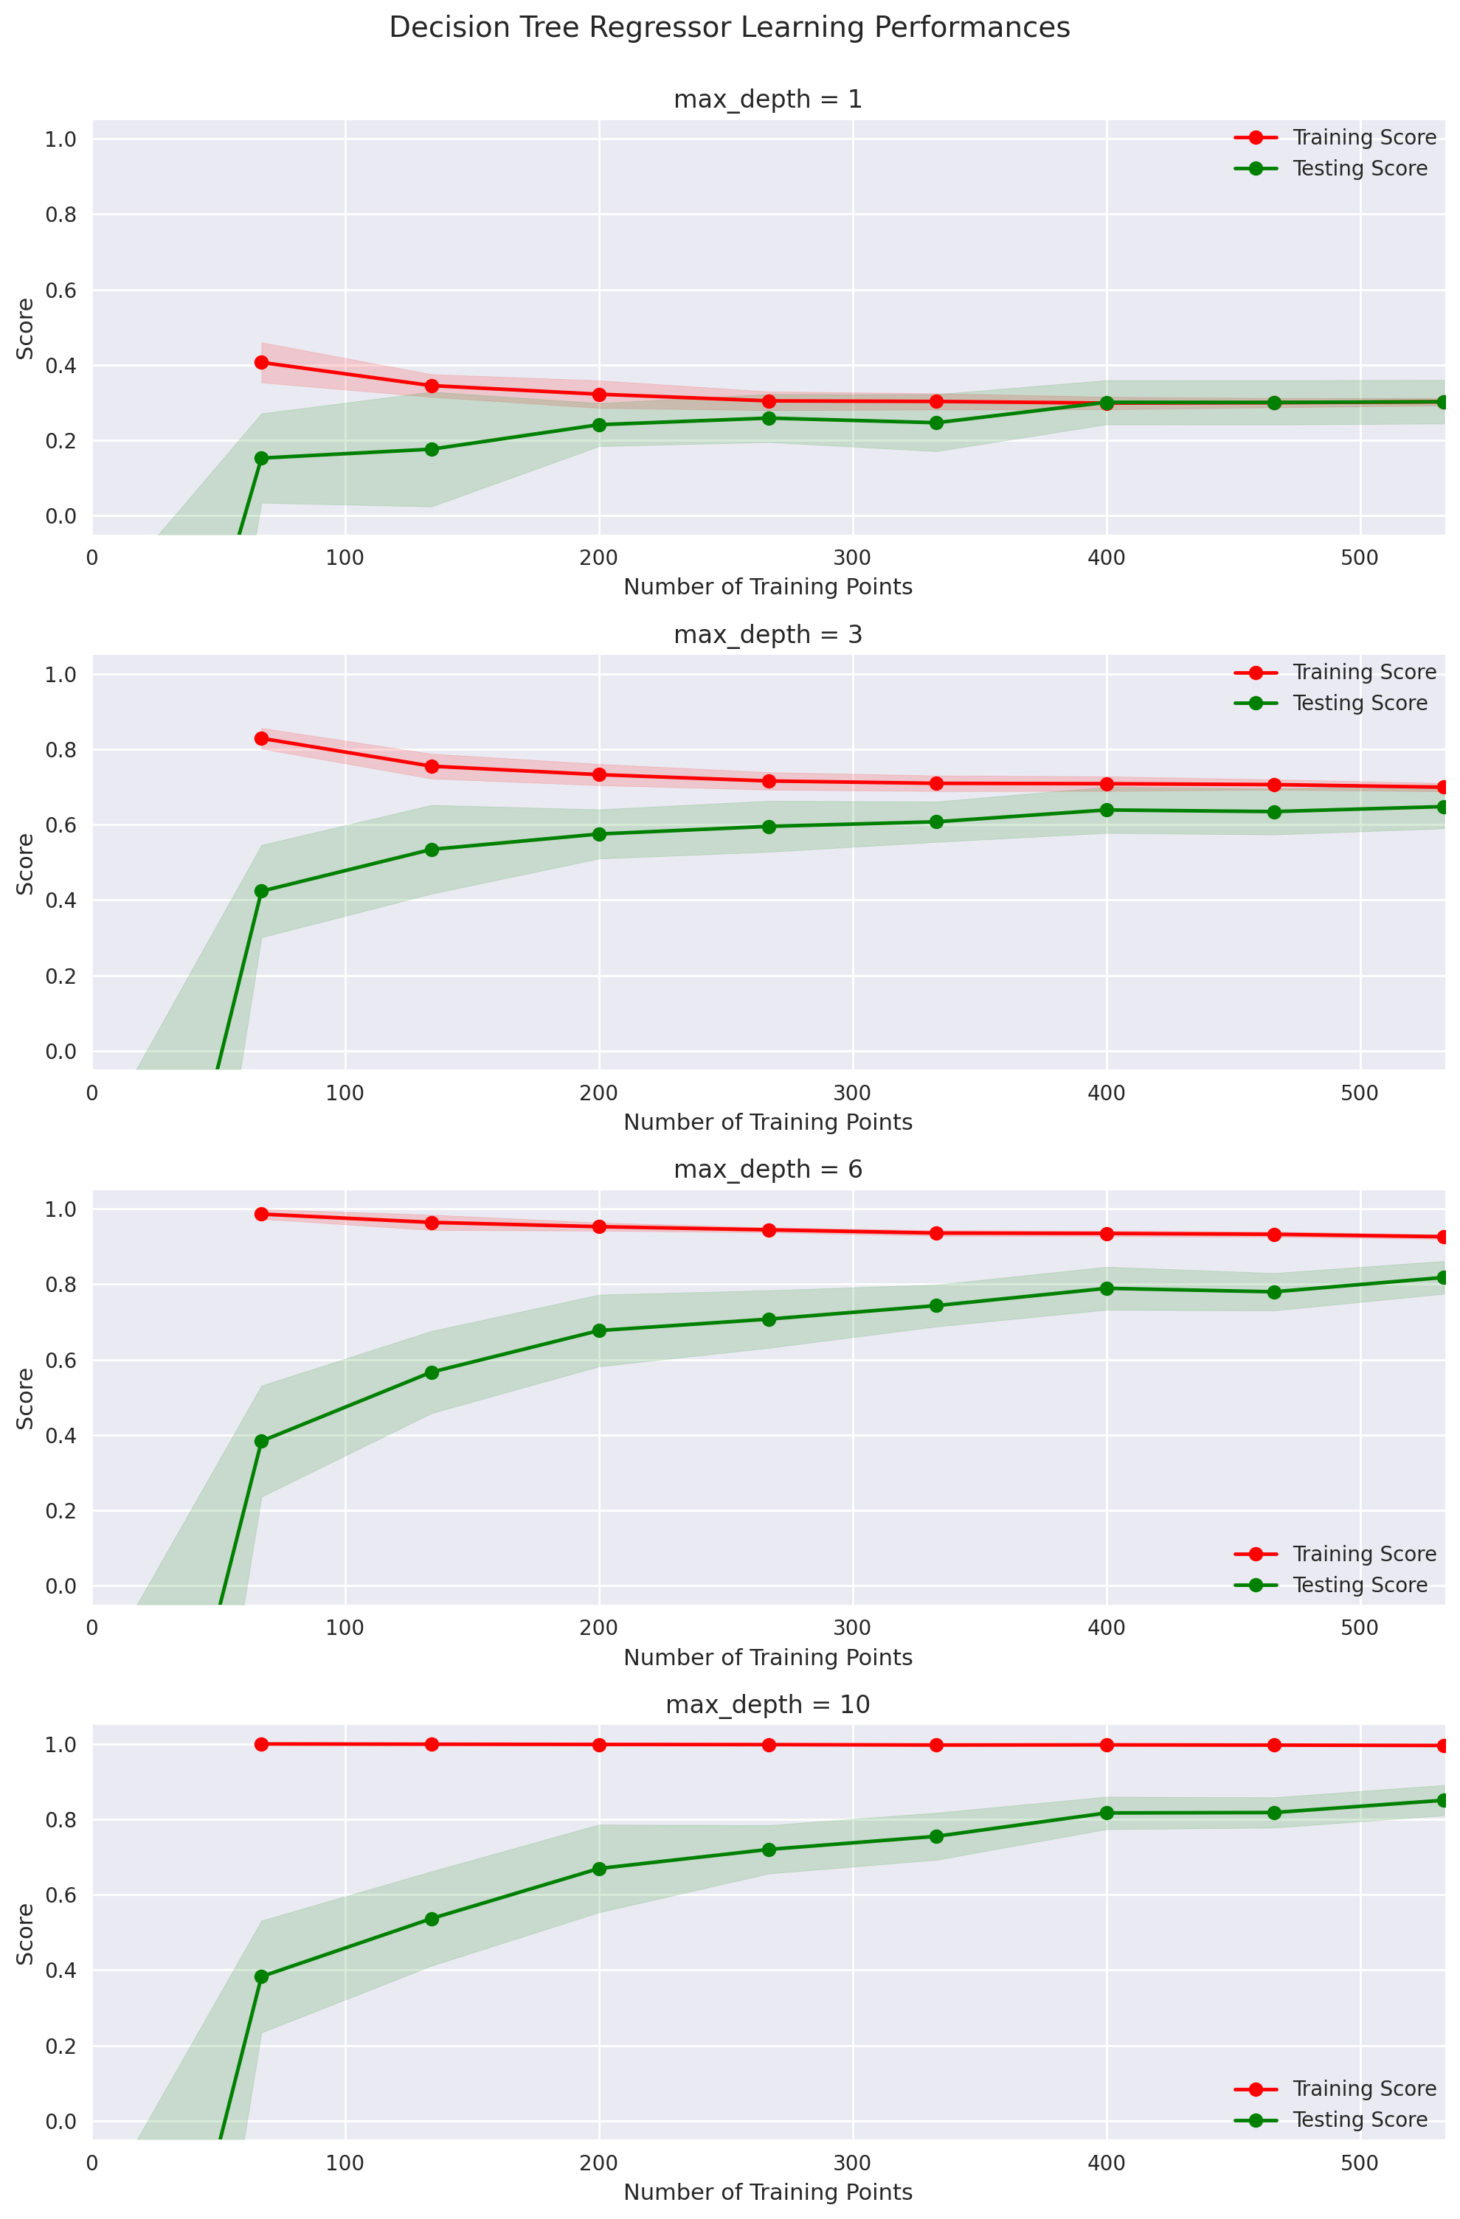 Decision Tree Regressor Learning Performances
max_depth = 1
1.0
0.8
0.6
0.4
0.2
0.0
Score
Training Score
Testing Score
0 100 200 300 400 500
Number of Training Points
max_depth = 3
1.0
0.8
0.6
0.4
0.2
0.0
Score
Training Score
Testing Score
0 100 200 300 400 500
Number of Training Points
max_depth = 6
1.0
0.8
0.6
0.4
0.2
0.0
Score
Training Score
Testing Score
0 100 200 300 400 500
Number of Training Points
max_depth = 10
1.0
0.8
0.6
0.4
0.2
0.0
Score
Training Score
Testing Score
0 100 200 300 400 500
Number of Training Points